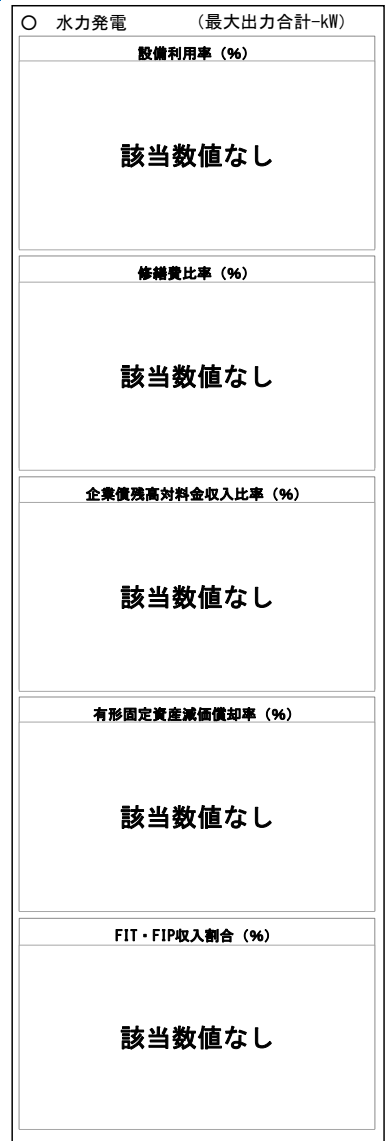 ○ 水力発電 (最大出力合計-kW)
設備利用率（%）
該当数値なし
修繕費比率（%）
該当数値なし
企業債残高対料金収入比率（%）
該当数値なし
有形固定資産減価償却率（%）
該当数値なし
FIT・FIP収入割合（%）
該当数値なし